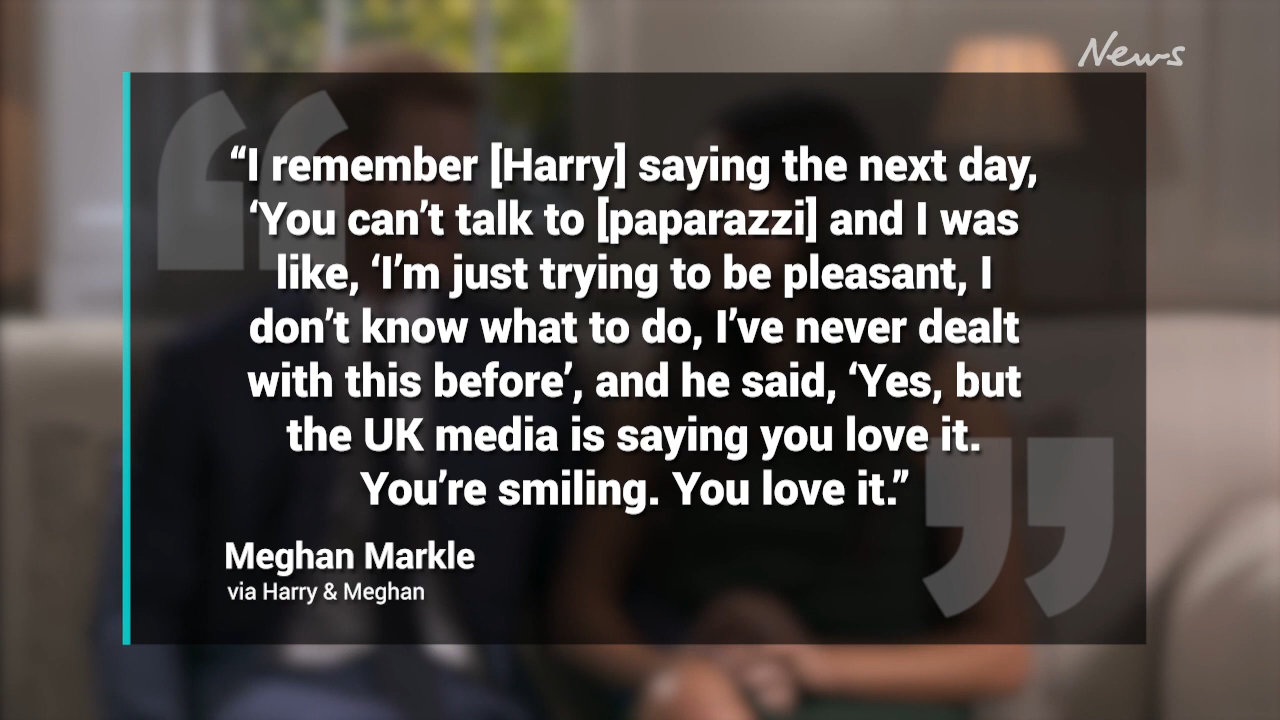 News
“I remember [Harry] saying the next day,
‘You can’t talk to [paparazzi] and I was
like, ‘I’m just trying to be pleasant, I
don’t know what to do, I’ve never dealt
with this before’, and he said, ‘Yes, but
the UK media is saying you love it.
You’re smiling. You love it.”
Meghan Markle
via Harry & Meghan